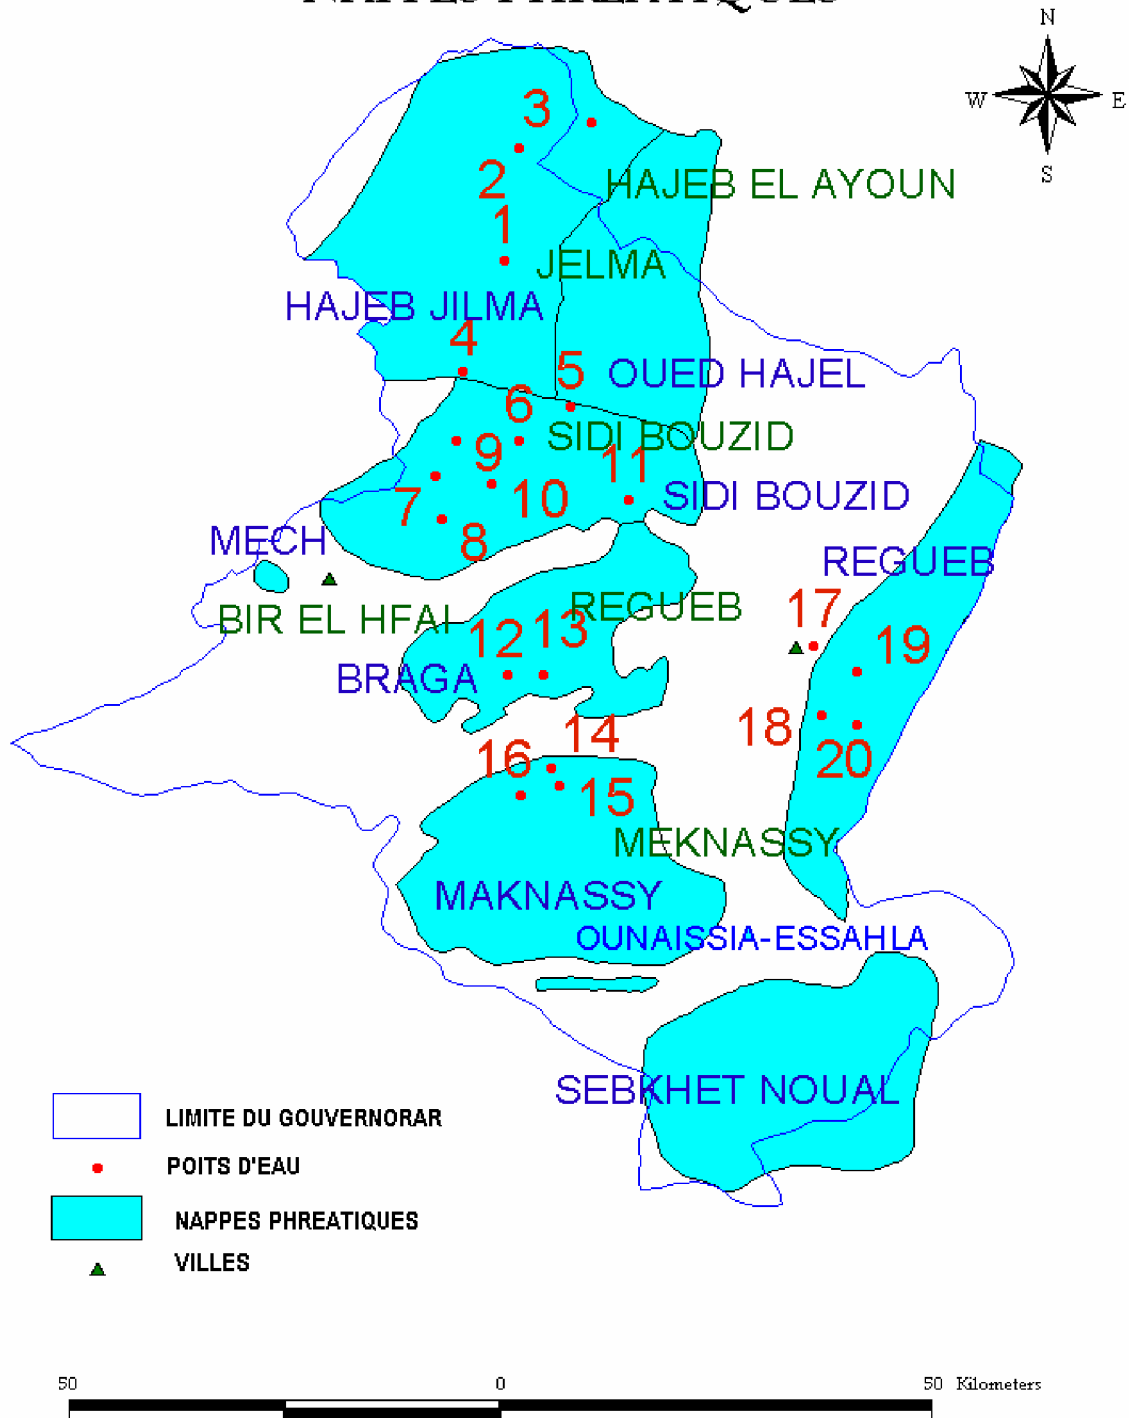 NAPPES PHREATIQUES
N
W
E
S
3
2
HAJEB EL AYOUN
1
JELMA
HAJEB JILMA
4
5
OUED HAJEL
6
SIDI BOUZID
9
11
7
10
SIDI BOUZID
MECH
8
REGUEB
BIR EL HFAI
REGUEB
17
12
13
19
BRAGA
18
14
16
20
15
MEKNASSY
MAKNASSY
OUNAISSIA-ESSAHLA
SEBKHET NOUAL
LIMITE DU GOUVERNORAR
POITS D'EAU
NAPPES PHREATIQUES
VILLES
50
0
50 Kilometers